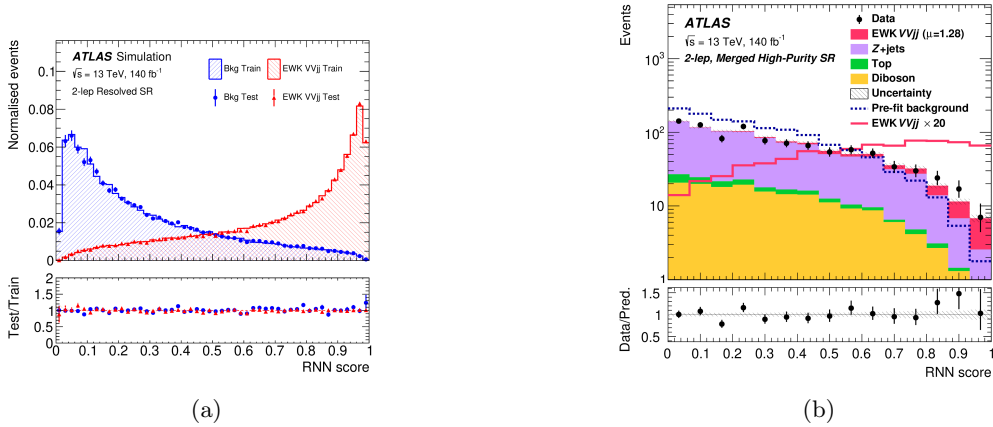 ATLAS Simulation
√s = 13 TeV, 140 fb⁻¹
2-lep Resolved SR
Bkg Train
EWK VVjj Train
Bkg Test
EWK VVjj Test
Normalised events
0.1
0.08
0.06
0.04
0.02
0
Test/Train
2
1.5
1
0.5
0
0 0.1 0.2 0.3 0.4 0.5 0.6 0.7 0.8 0.9 1
RNN score
(a)
Events
ATLAS
√s = 13 TeV, 140 fb⁻¹
2-lep, Merged High-Purity SR
Data
EWK VVjj (μ=1.28)
Z+jets
Top
Diboson
Uncertainty
Pre-fit background
EWK VVjj × 20
10³
10²
10
1
Data/Pred.
1.5
1
0.5
0 0.1 0.2 0.3 0.4 0.5 0.6 0.7 0.8 0.9 1
RNN score
(b)